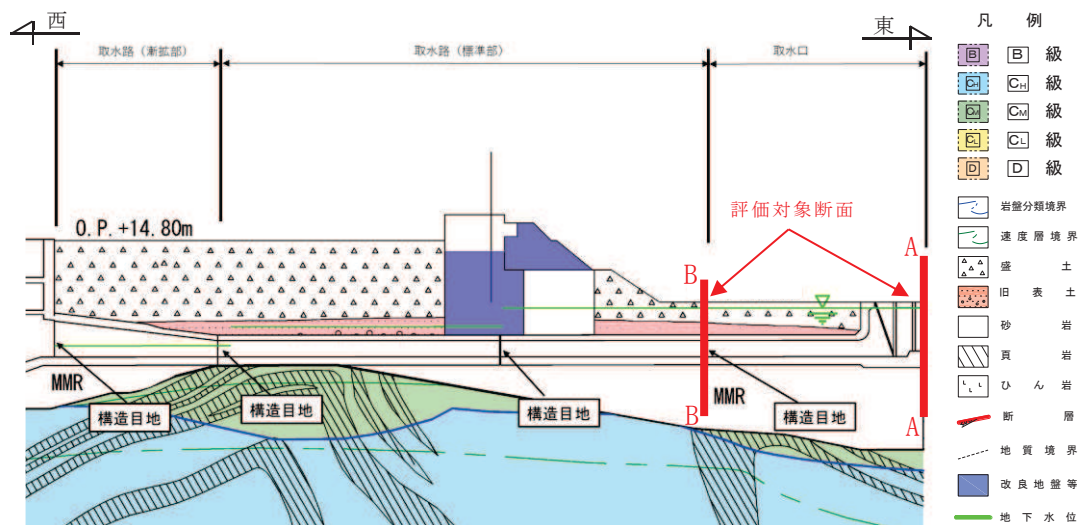 西
東
取水路（漸拡部）
取水路（標準部）
取水口
O.P.+14.80m
評価対象断面
A
B
MMR
構造目地
構造目地
構造目地
B
MMR
構造目地
A
凡 例
B B 級
CH CH 級
CM CM 級
CL CL 級
D D 級
岩盤分類境界
速度層境界
盛土
旧表土
砂岩
頁岩
ひん岩
断層
地質境界
改良地盤等
地下水位